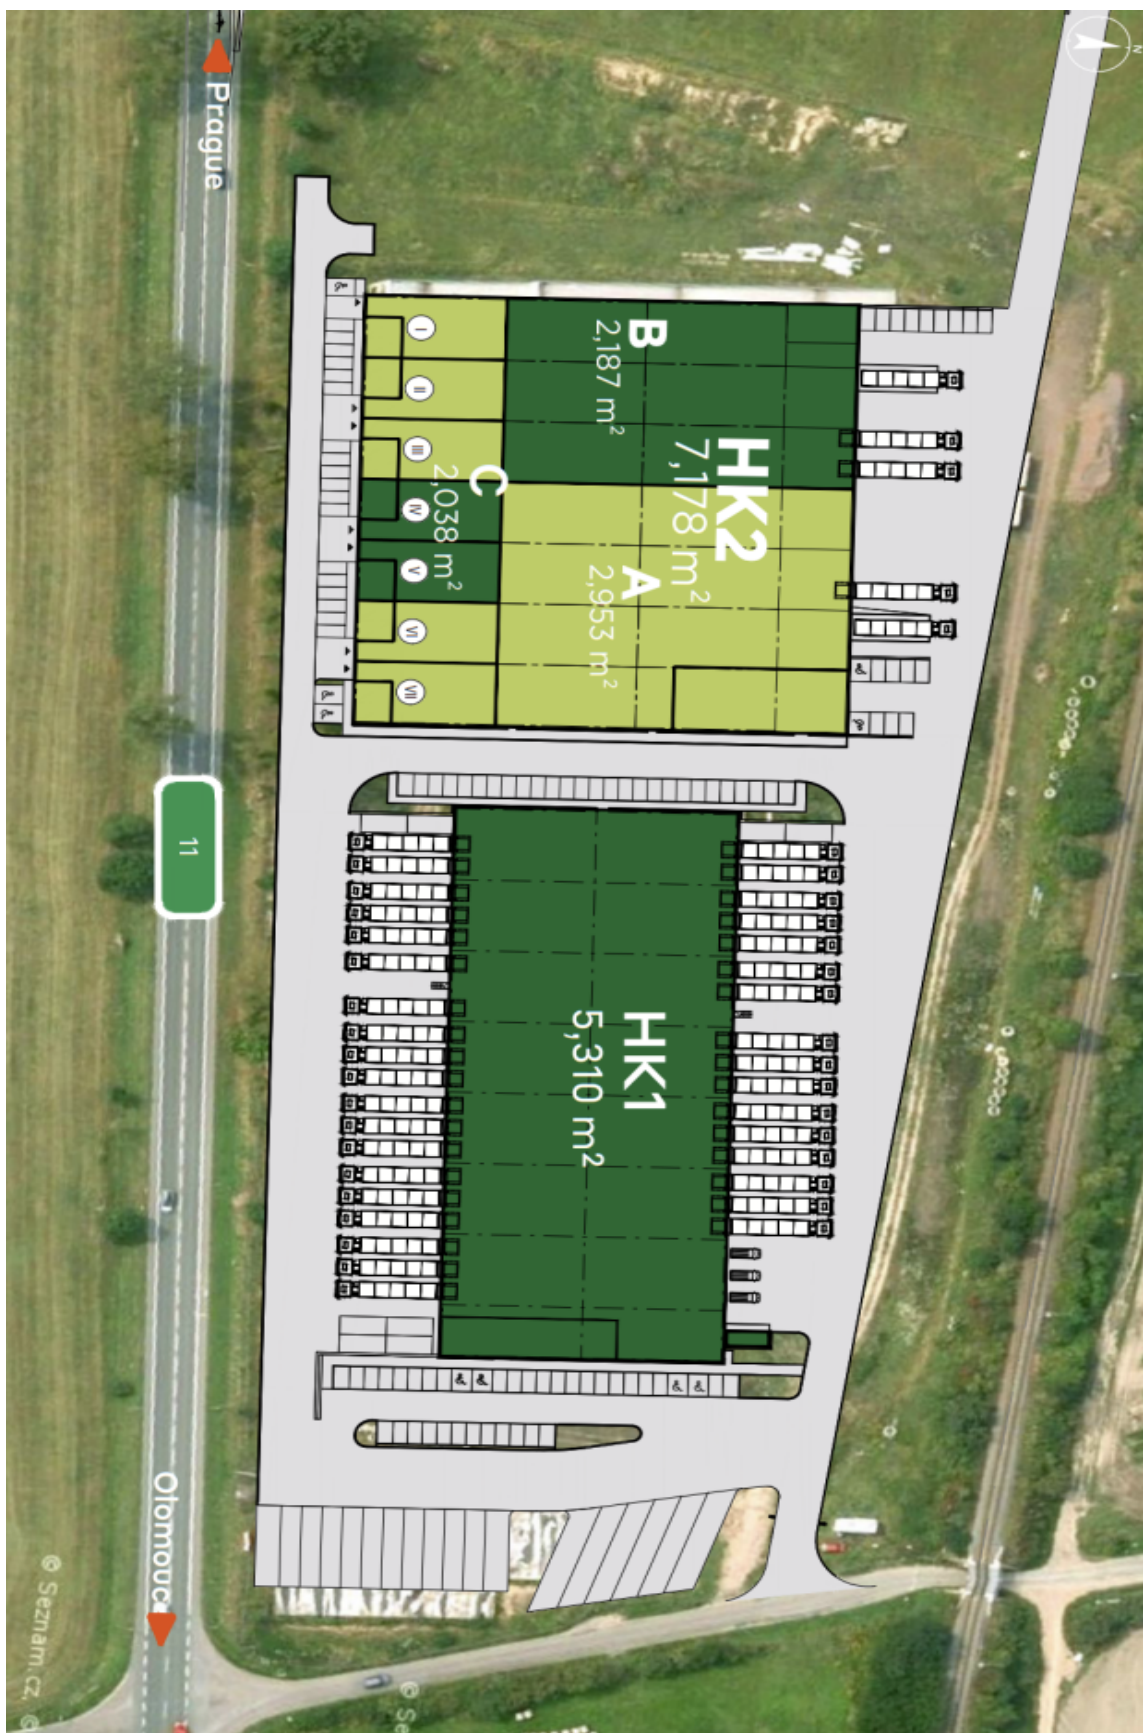 N
Prague
I
II
III
IV
V
VI
VII
B
2,187 m²
HK2
7,178 m²
C
2,038 m²
A
2,953 m²
11
HK1
5,310 m²
Olomouc
© Seznam.cz, ©
© Se